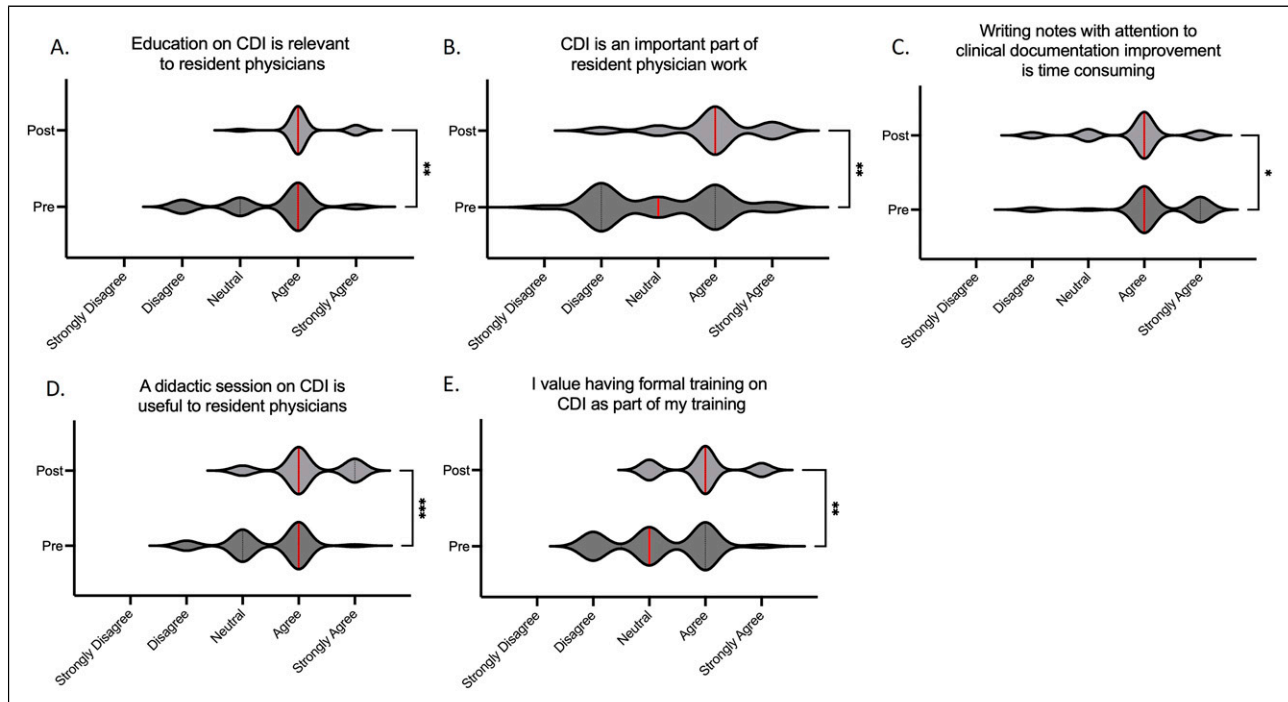 A.
Education on CDI is relevant
to resident physicians
Post
**
Pre
Strongly Disagree
Disagree
Neutral
Agree
Strongly Agree
B.
CDI is an important part of
resident physician work
Post
**
Pre
Strongly Disagree
Disagree
Neutral
Agree
Strongly Agree
C.
Writing notes with attention to
clinical documentation improvement
is time consuming
Post
*
Pre
Strongly Disagree
Disagree
Neutral
Agree
Strongly Agree
D.
A didactic session on CDI is
useful to resident physicians
Post
***
Pre
Strongly Disagree
Disagree
Neutral
Agree
Strongly Agree
E.
I value having formal training on
CDI as part of my training
Post
**
Pre
Strongly Disagree
Disagree
Neutral
Agree
Strongly Agree